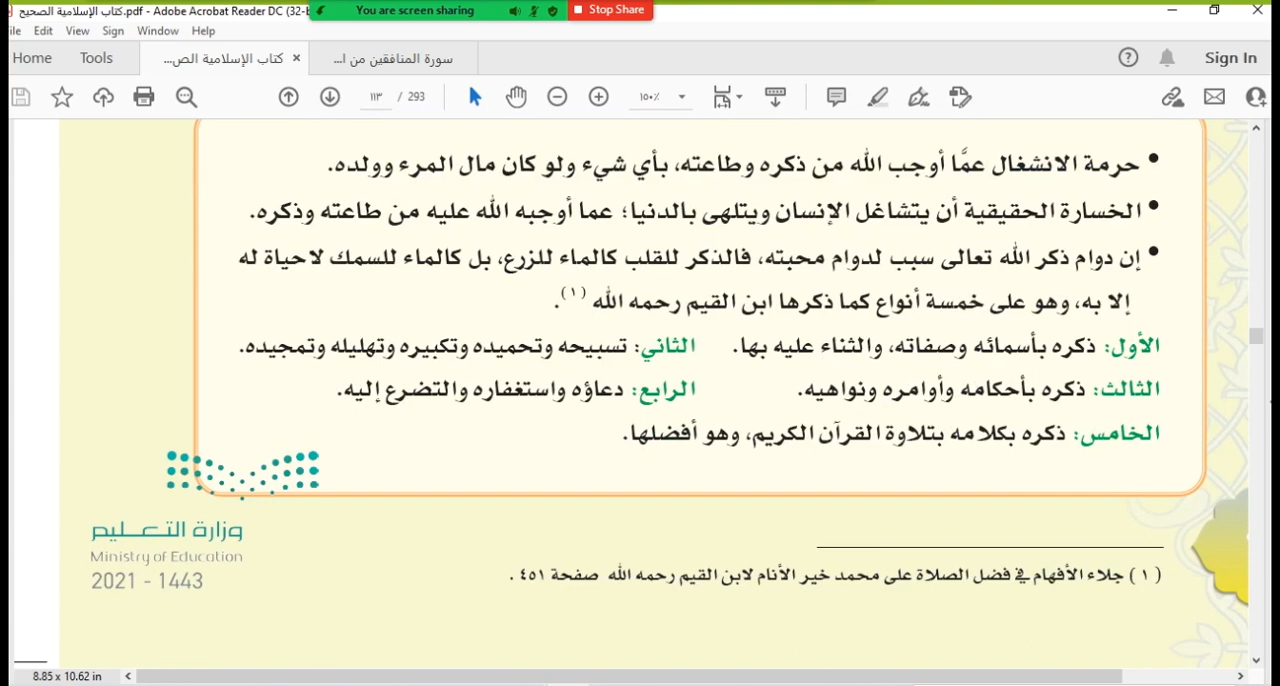 كتاب الإسلامية الصحيح.pdf - Adobe Acrobat Reader DC (32-b
You are screen sharing
Stop Share
ile Edit View Sign Window Help
Home Tools كتاب الإسلامية الص... × سورة المنافقين من ا... Sign In
١١٣ / 293 ١٥٠٪
• حرمة الانشغال عمَّا أوجب الله من ذكره وطاعته، بأي شيء ولو كان مال المرء وولده.
• الخسارة الحقيقية أن يتشاغل الإنسان ويتلهى بالدنيا؛ عما أوجبه الله عليه من طاعته وذكره.
• إن دوام ذكر الله تعالى سبب لدوام محبته، فالذكر للقلب كالماء للزرع، بل كالماء للسمك لا حياة له
إلا به، وهو على خمسة أنواع كما ذكرها ابن القيم رحمه الله (١).
الأول: ذكره بأسمائه وصفاته، والثناء عليه بها. الثاني: تسبيحه وتحميده وتكبيره وتهليله وتمجيده.
الثالث: ذكره بأحكامه وأوامره ونواهيه. الرابع: دعاؤه واستغفاره والتضرع إليه.
الخامس: ذكره بكلامه بتلاوة القرآن الكريم، وهو أفضلها.
وزارة التعـــليم
Ministry of Education
2021 - 1443
(١) جلاء الأفهام في فضل الصلاة على محمد خير الأنام لابن القيم رحمه الله صفحة ٤٥١ .
8.85 x 10.62 in